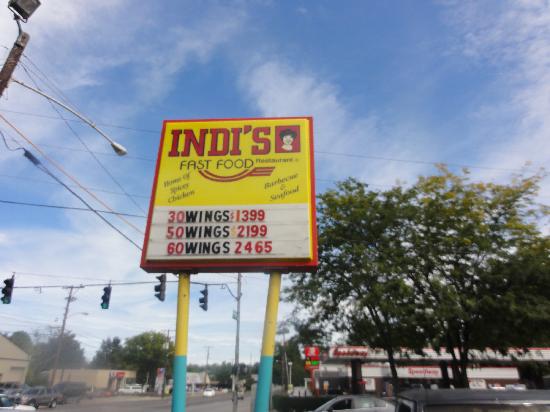 INDI'S
FAST FOOD
Restaurant
Home Of
Spicy
Chicken
Barbecue
&
Seafood
30 WINGS $ 1399
50 WINGS $ 2199
60 WINGS 2465
Speedway